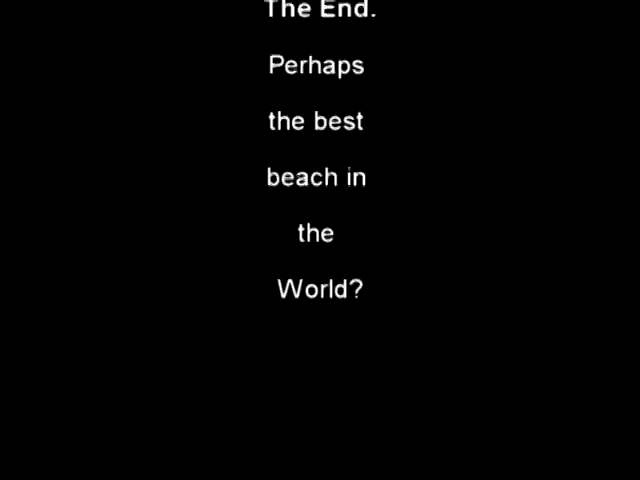 The End.
Perhaps
the best
beach in
the
World?